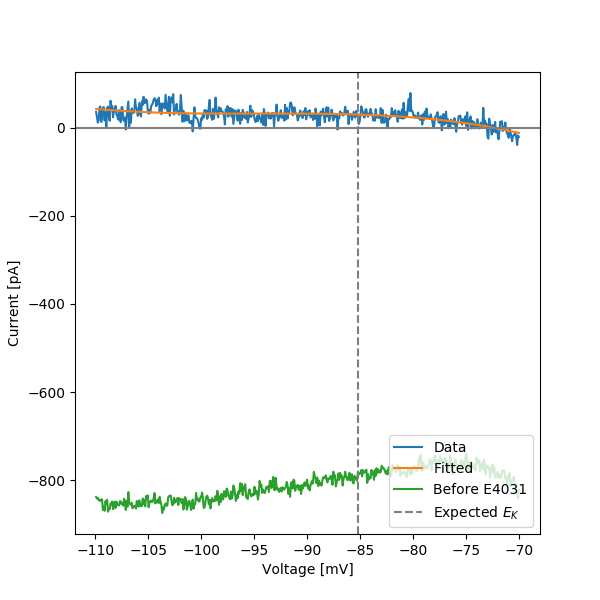 0
−200
−400
−600
−800
Current [pA]
Data
Fitted
Before E4031
Expected E_K
−110 −105 −100 −95 −90 −85 −80 −75 −70
Voltage [mV]